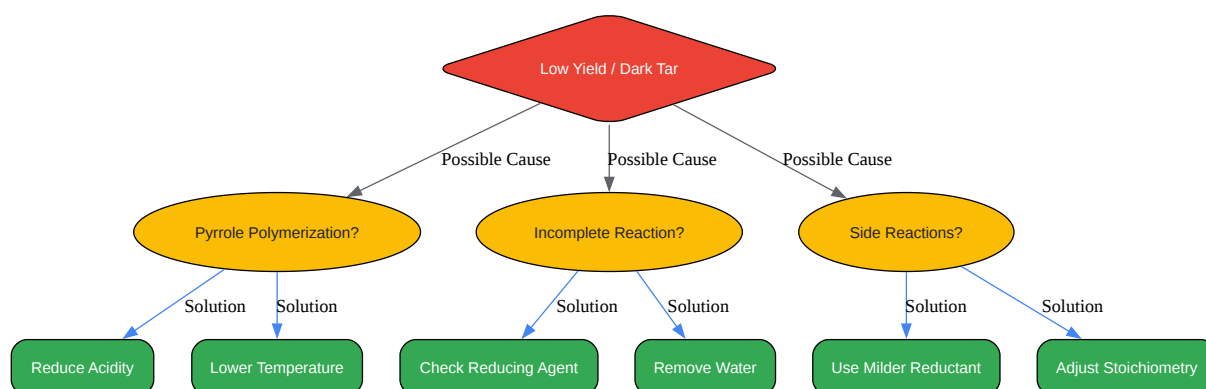 Low Yield / Dark Tar
Possible Cause
Possible Cause
Possible Cause
Pyrrole Polymerization?
Incomplete Reaction?
Side Reactions?
Solution
Solution
Solution
Solution
Solution
Solution
Reduce Acidity
Lower Temperature
Check Reducing Agent
Remove Water
Use Milder Reductant
Adjust Stoichiometry